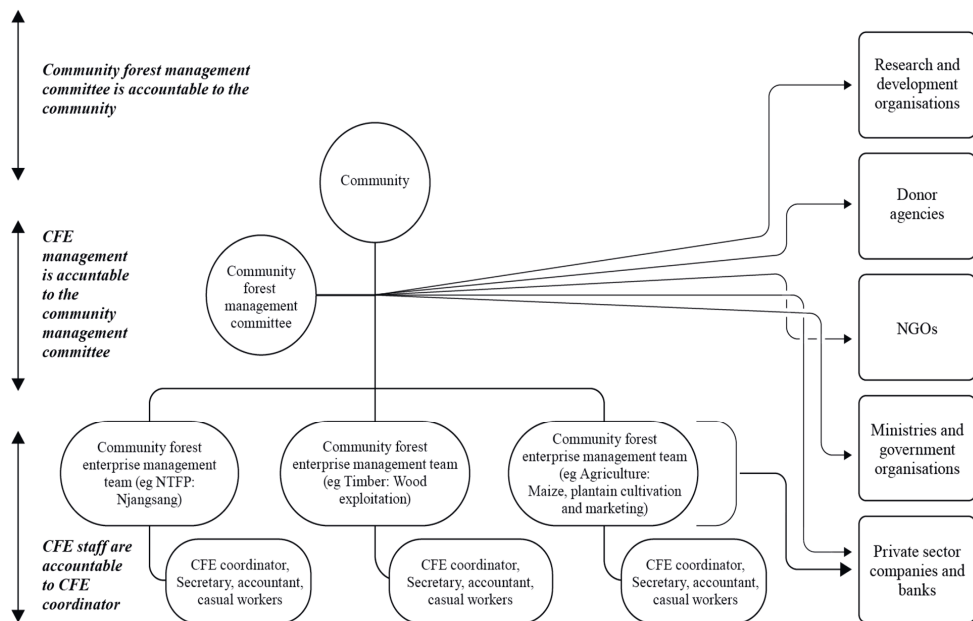 Community forest management
committee is accountable to the
community
CFE
management
is accuntable
to the
community
management
committee
CFE staff are
accountable
to CFE
coordinator
Community
Community
forest
management
committee
Community forest
enterprise management
team (eg NTFP:
Njangsang)
Community forest
enterprise management team
(eg Timber: Wood
exploitation)
Community forest
enterprise management team
(eg Agriculture:
Maize, plantain cultivation
and marketing)
CFE coordinator,
Secretary, accountant,
casual workers
CFE coordinator,
Secretary, accountant,
casual workers
CFE coordinator,
Secretary, accountant,
casual workers
Research and
development
organisations
Donor
agencies
NGOs
Ministries and
government
organisations
Private sector
companies and
banks